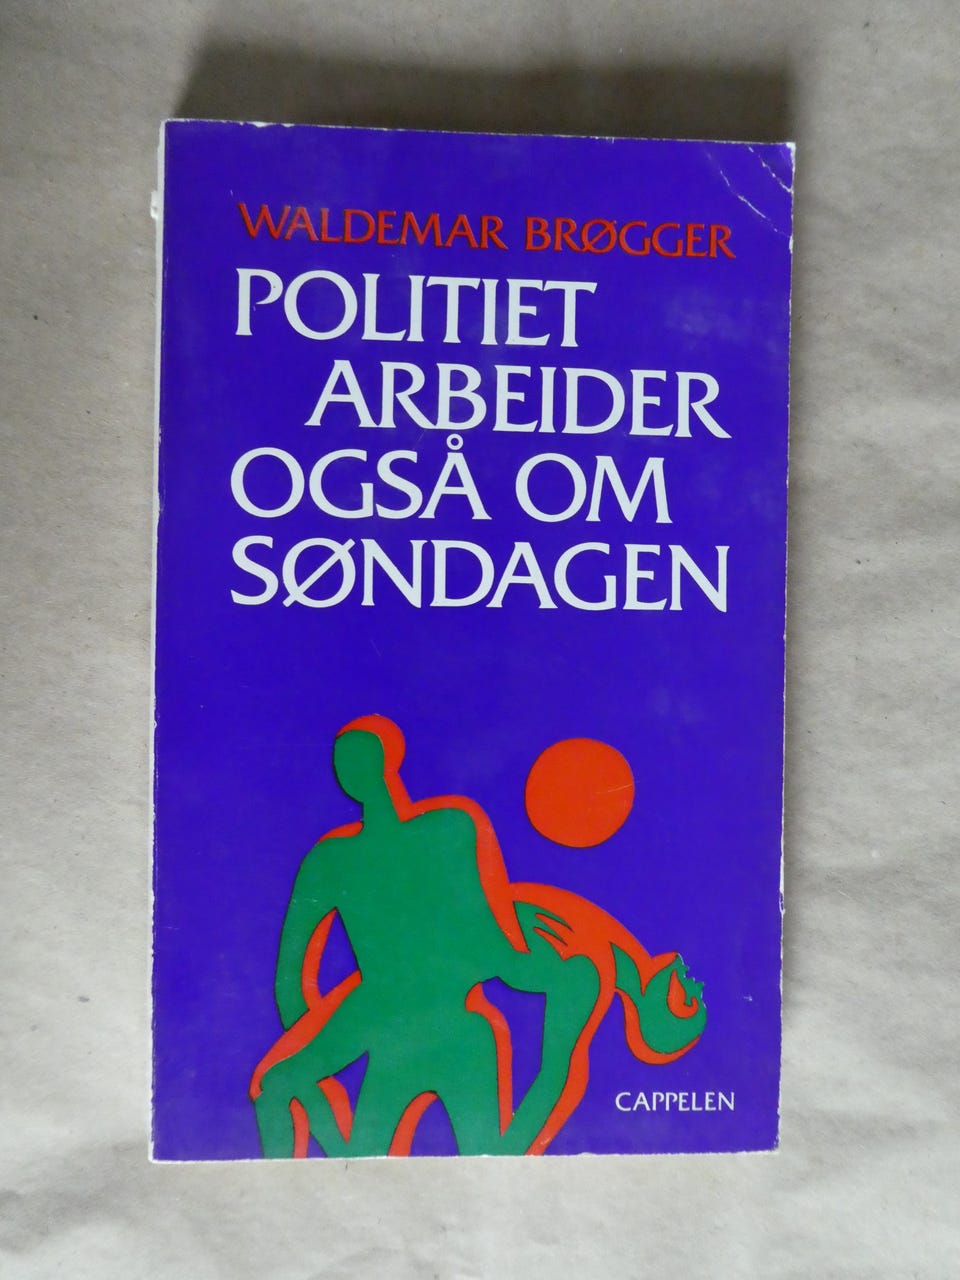 WALDEMAR BRØGGER
POLITIET
ARBEIDER
OGSÅ OM
SØNDAGEN
CAPPELEN